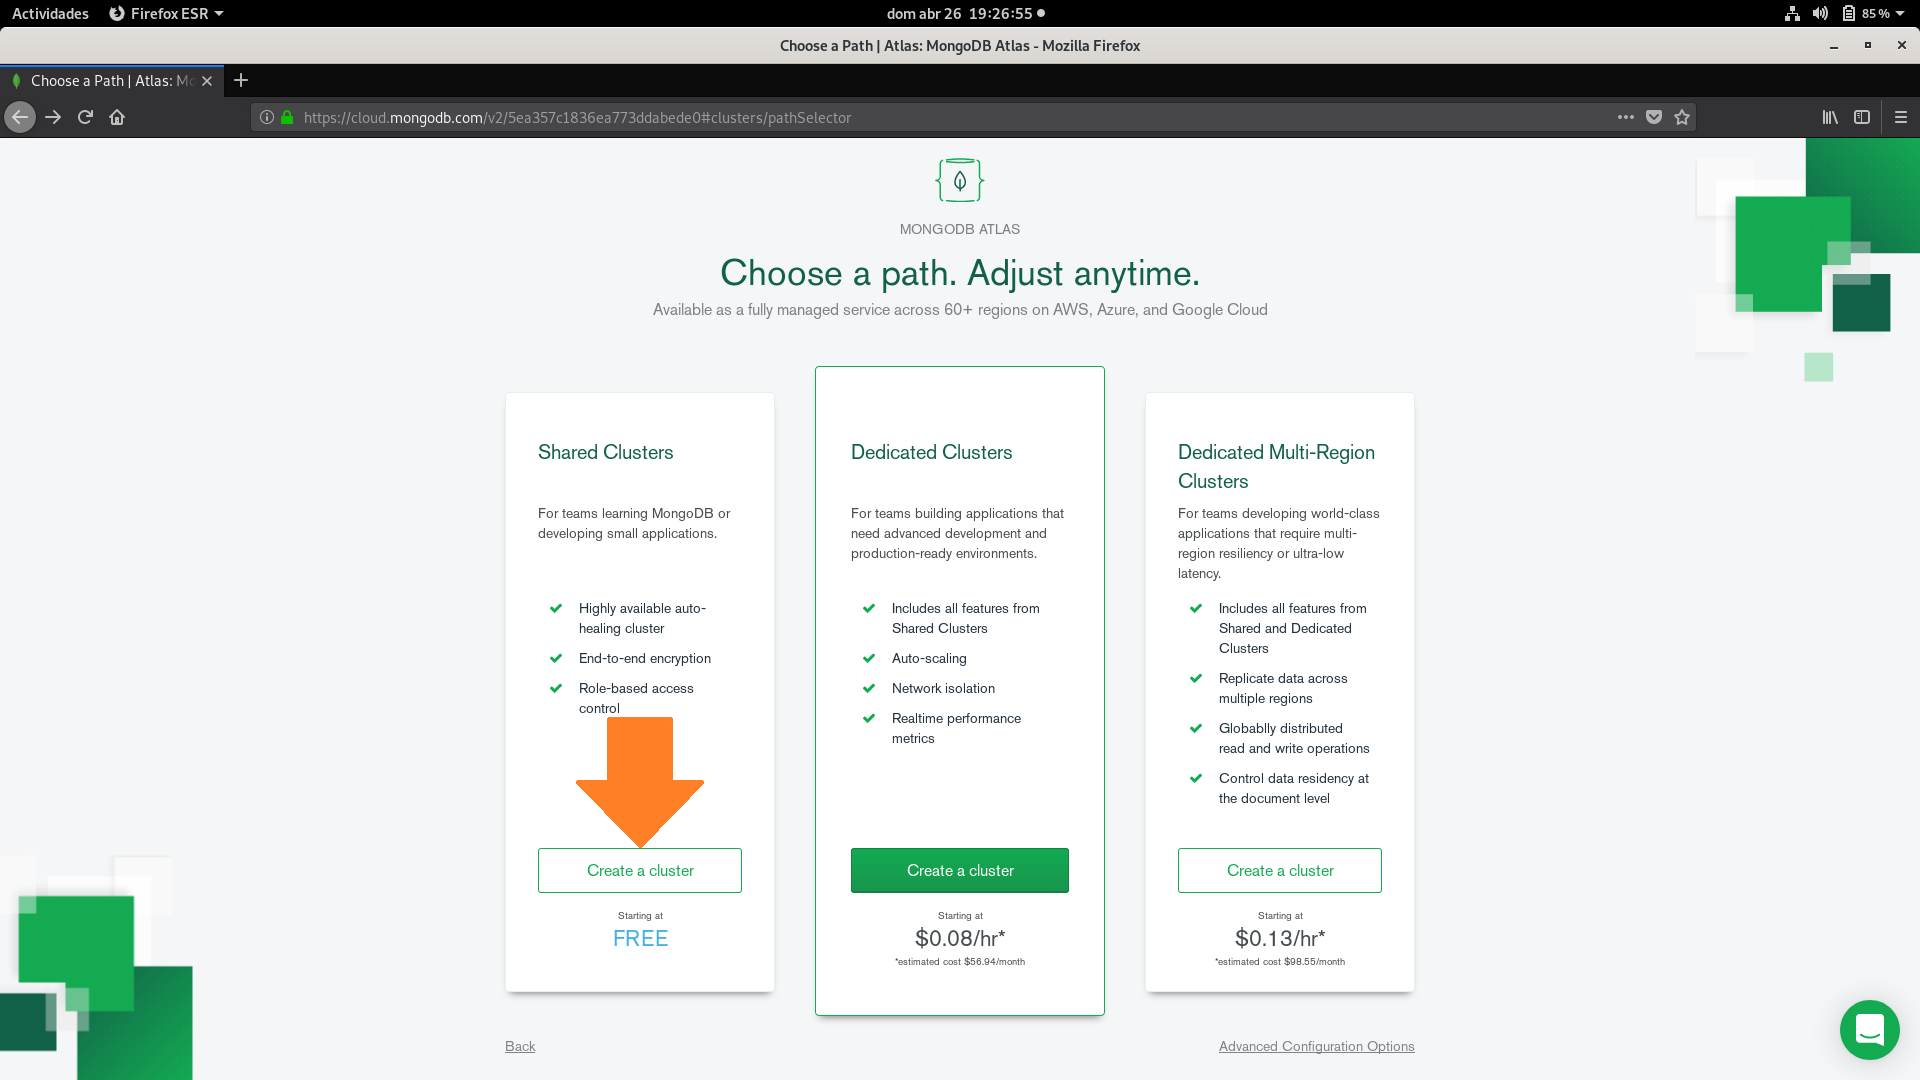 Actividades
Firefox ESR
dom abr 26 19:26:55
85 %
Choose a Path | Atlas: MongoDB Atlas - Mozilla Firefox
Choose a Path | Atlas: Mo
https://cloud.mongodb.com/v2/5ea357c1836ea773ddabede0#clusters/pathSelector
MONGODB ATLAS
Choose a path. Adjust anytime.
Available as a fully managed service across 60+ regions on AWS, Azure, and Google Cloud
Shared Clusters
For teams learning MongoDB or
developing small applications.
Highly available auto-
healing cluster
End-to-end encryption
Role-based access
control
Create a cluster
Starting at
FREE
Dedicated Clusters
For teams building applications that
need advanced development and
production-ready environments.
Includes all features from
Shared Clusters
Auto-scaling
Network isolation
Realtime performance
metrics
Create a cluster
Starting at
$0.08/hr*
*estimated cost $56.94/month
Dedicated Multi-Region
Clusters
For teams developing world-class
applications that require multi-
region resiliency or ultra-low
latency.
Includes all features from
Shared and Dedicated
Clusters
Replicate data across
multiple regions
Globablly distributed
read and write operations
Control data residency at
the document level
Create a cluster
Starting at
$0.13/hr*
*estimated cost $98.55/month
Back
Advanced Configuration Options